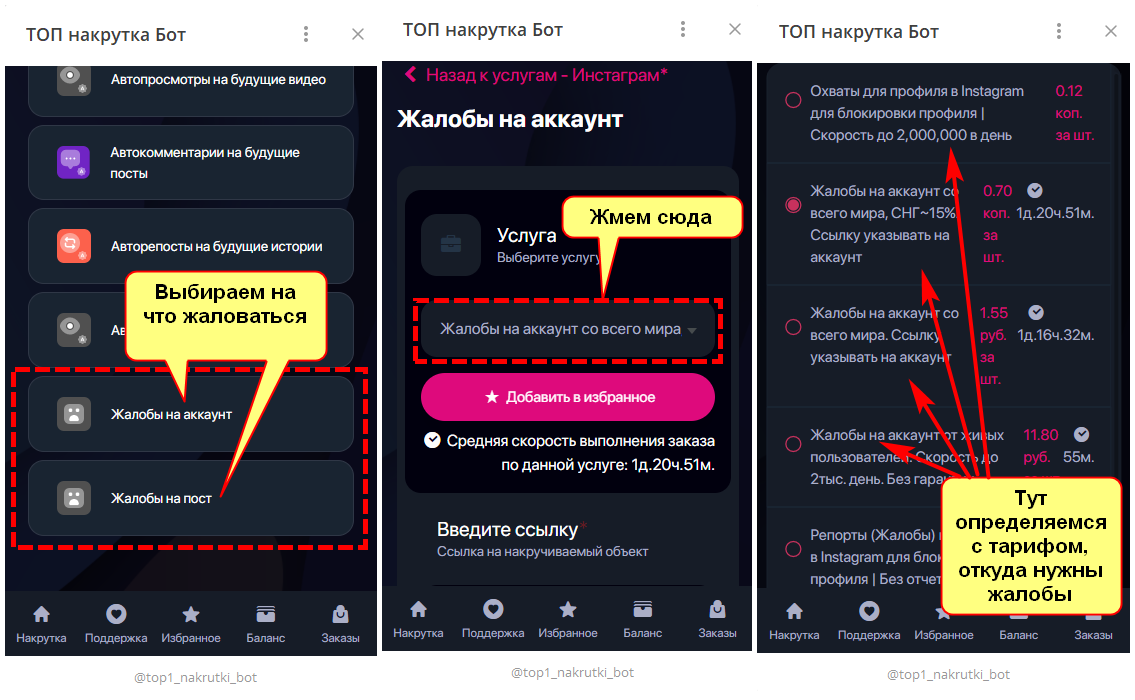 ТОП накрутка Бот
Автопросмотры на будущие видео
Автокомментарии на будущие
посты
Авторепосты на будущие истории
Выбираем на
что жаловаться
Жалобы на аккаунт
Жалобы на пост
Накрутка
Поддержка
Избранное
Баланс
Заказы
@top1_nakrutki_bot
ТОП накрутка Бот
Назад к услугам - Инстаграм*
Жалобы на аккаунт
Жмем сюда
Услуга
Выберите услугу
Жалобы на аккаунт со всего мира
Добавить в избранное
Средняя скорость выполнения заказа
по данной услуге: 1д.20ч.51м.
Введите ссылку*
Ссылка на накручиваемый объект
Накрутка
Поддержка
Избранное
Баланс
Заказы
@top1_nakrutki_bot
ТОП накрутка Бот
Охваты для профиля в Instagram
для блокировки профиля |
Скорость до 2,000,000 в день
0.12
коп.
за шт.
Жалобы на аккаунт со
всего мира, СНГ~15%
Ссылку указывать на
аккаунт
0.70
коп.
за
шт.
1д.20ч.51м.
Жалобы на аккаунт со
всего мира. Ссылку
указывать на аккаунт
1.55
руб.
за
шт.
1д.16ч.32м.
Жалобы на аккаунт от живых
пользователей. Скорость до
2тыс. день. Без
11.80
руб.
55м.
Репорты (Жалобы)
в Instagram для
профиля | Без
Тут
определяемся
с тарифом,
откуда нужны
жалобы
Накрутка
Поддержка
Избранное
Баланс
Заказы
@top1_nakrutki_bot